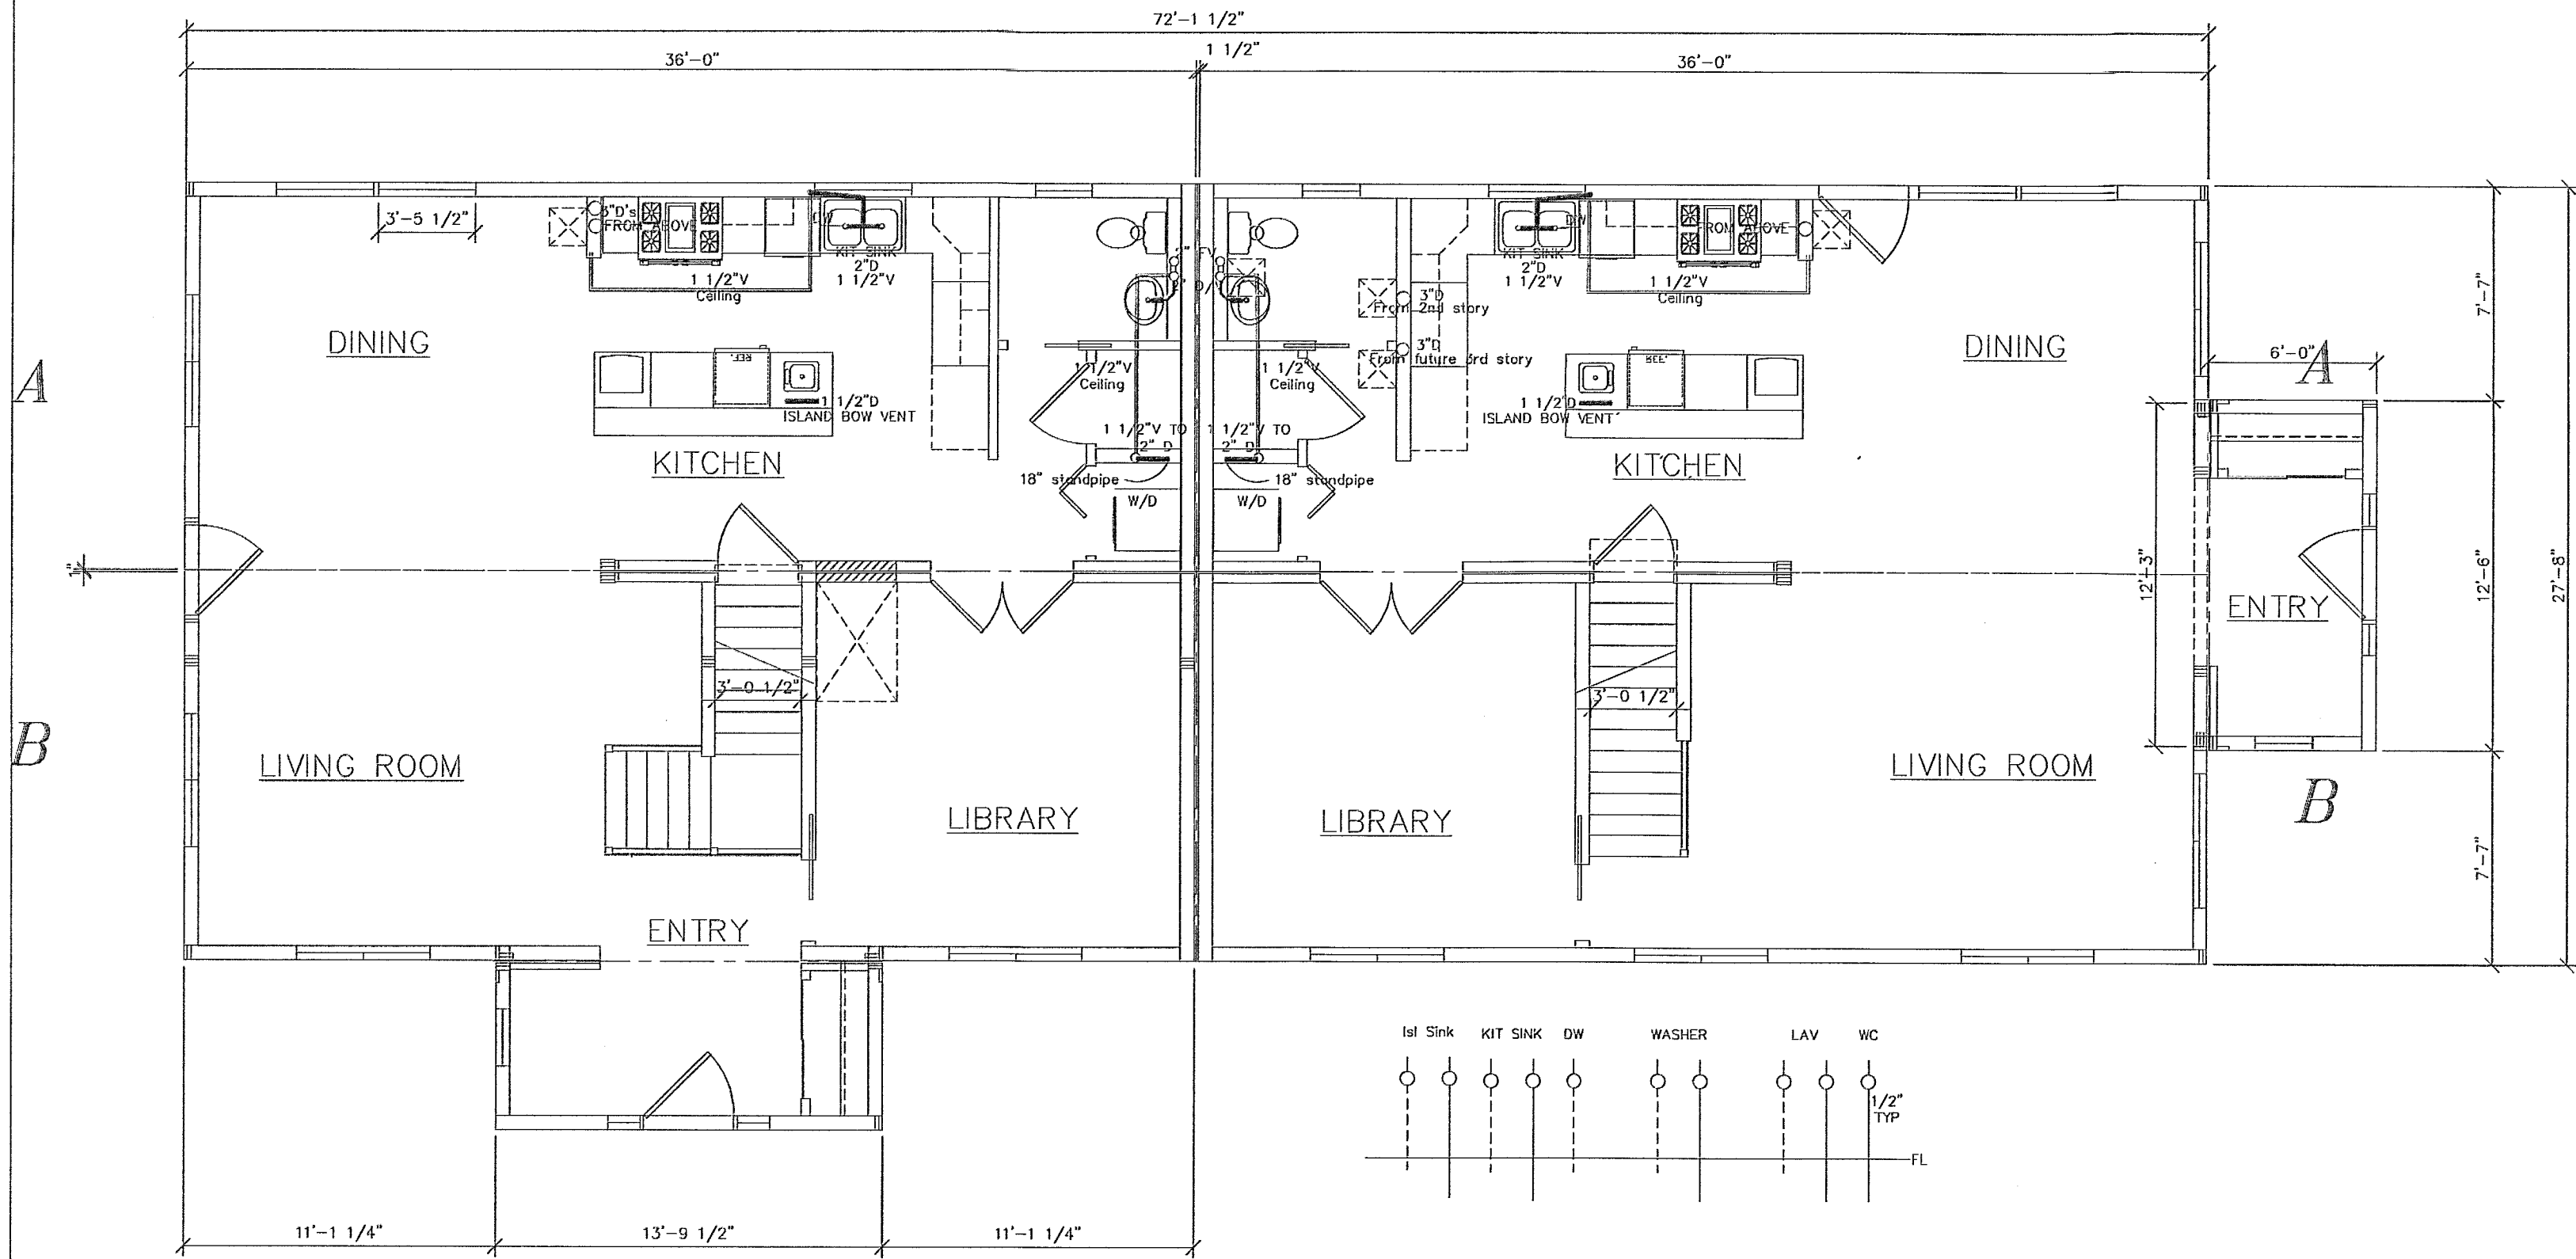 72'-1 1/2"
1 1/2"
36'-0"
36'-0"
3'-5 1/2"
3"D's
FROM ABOVE
DW
KIT SINK
2"D
1 1/2"V
1 1/2"V
Ceiling
KIT SINK
2"D
1 1/2"V
DW
FROM ABOVE
1 1/2"V
Ceiling
3"D
From 2nd story
3"D
From future 3rd story
7'-7"
DINING
DINING
6'-0"
A
A
REF.
REF.
1 1/2"V
Ceiling
1 1/2"V
Ceiling
1 1/2"D
ISLAND BOW VENT
1 1/2"D
ISLAND BOW VENT
1 1/2"V TO
2" D
1 1/2"V TO
2" D
KITCHEN
KITCHEN
18" standpipe
18" standpipe
W/D
W/D
1"
12'-3"
12'-6"
27'-8"
ENTRY
3'-0 1/2"
3'-0 1/2"
B
B
LIVING ROOM
LIVING ROOM
LIBRARY
LIBRARY
7'-7"
ENTRY
Isl Sink KIT SINK DW WASHER LAV WC
1/2"
TYP
FL
11'-1 1/4"
13'-9 1/2"
11'-1 1/4"